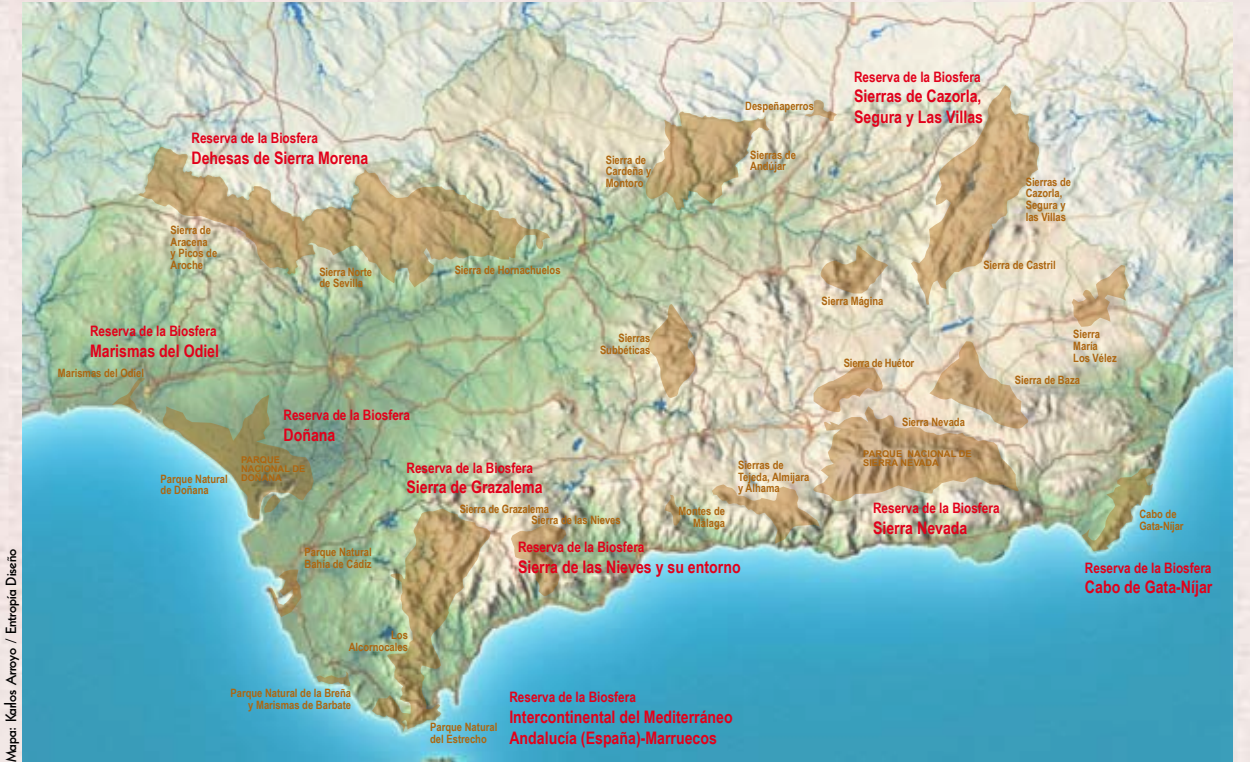 Reserva de la Biosfera
Sierras de Cazorla,
Segura y Las Villas
Despeñaperros
Reserva de la Biosfera
Dehesas de Sierra Morena
Sierra de
Cardeña y
Montoro
Sierras de
Andújar
Sierras de
Cazorla,
Segura y
las Villas
Sierra de
Aracena
y Picos de
Aroche
Sierra Norte
de Sevilla
Sierra de Hornachuelos
Sierra de Castril
Sierra Mágina
Reserva de la Biosfera
Marismas del Odiel
Sierras
Subbéticas
Sierra
María
Los Vélez
Marismas del Odiel
Sierra de Huétor
Sierra de Baza
Reserva de la Biosfera
Doñana
Sierra Nevada
PARQUE
NACIONAL DE
DOÑANA
PARQUE NACIONAL DE
SIERRA NEVADA
Parque Natural
de Doñana
Reserva de la Biosfera
Sierra de Grazalema
Sierras de
Tejeda, Almijara
y Alhama
Sierra de Grazalema
Sierra de las Nieves
Montes de
Málaga
Reserva de la Biosfera
Sierra Nevada
Cabo de
Gata-Níjar
Parque Natural
Bahía de Cádiz
Reserva de la Biosfera
Sierra de las Nieves y su entorno
Reserva de la Biosfera
Cabo de Gata-Níjar
Los
Alcornocales
Parque Natural de la Breña
y Marismas de Barbate
Parque Natural
del Estrecho
Reserva de la Biosfera
Intercontinental del Mediterráneo
Andalucía (España)-Marruecos
Mapa: Karlos Arroyo / Entropía Diseño